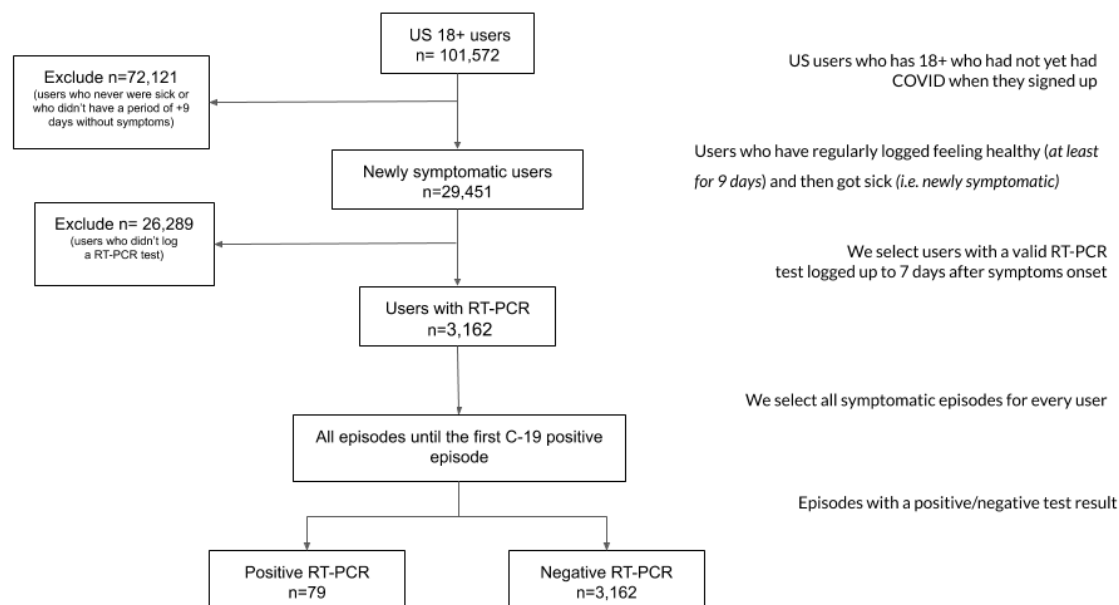 US 18+ users
n= 101,572
US users who has 18+ who had not yet had
COVID when they signed up
Exclude n=72,121
(users who never were sick or
who didn't have a period of +9
days without symptoms)
Newly symptomatic users
n=29,451
Users who have regularly logged feeling healthy (at least
for 9 days) and then got sick (i.e. newly symptomatic)
Exclude n= 26,289
(users who didn't log
a RT-PCR test)
We select users with a valid RT-PCR
test logged up to 7 days after symptoms onset
Users with RT-PCR
n=3,162
We select all symptomatic episodes for every user
All episodes until the first C-19 positive
episode
Episodes with a positive/negative test result
Positive RT-PCR
n=79
Negative RT-PCR
n=3,162